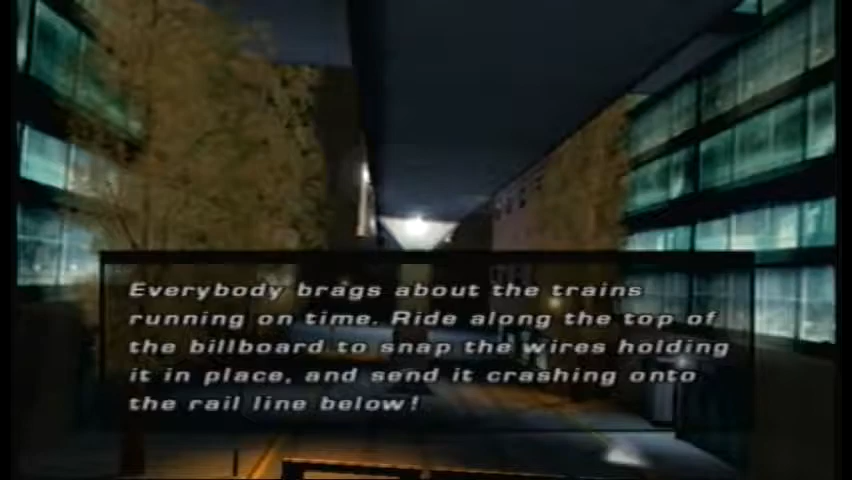 Everybody brags about the trains
running on time. Ride along the top of
the billboard to snap the wires holding
it in place, and send it crashing onto
the rail line below!